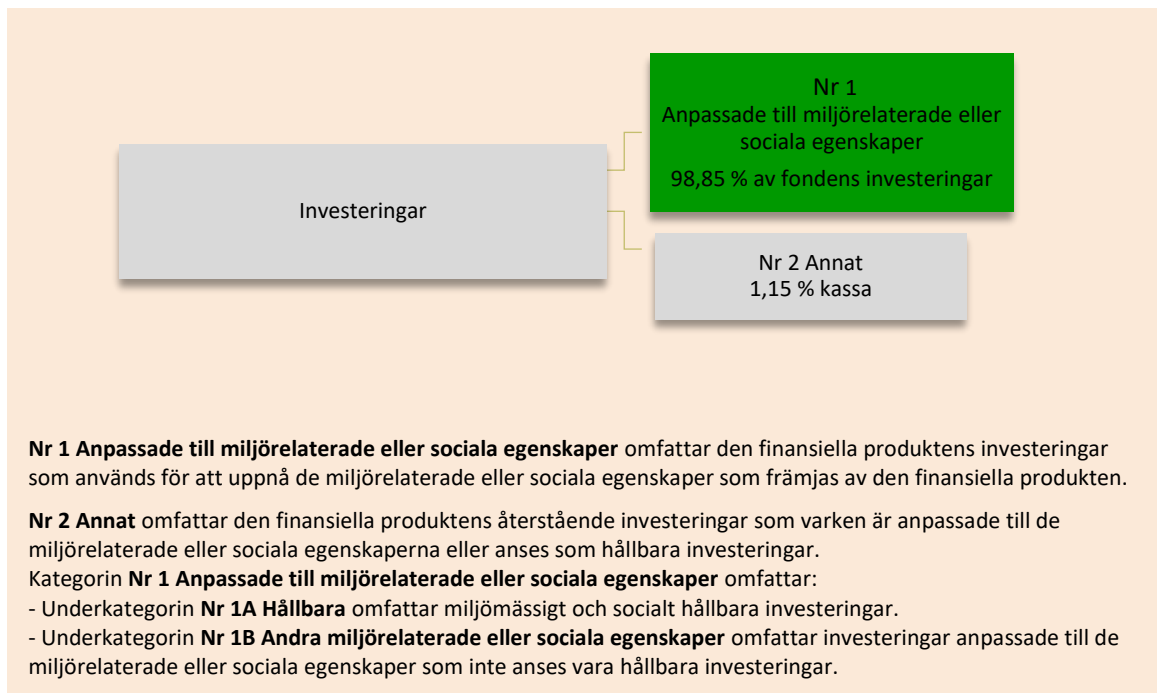 Nr 1
Anpassade till miljörelaterade eller
sociala egenskaper
98,85 % av fondens investeringar
Investeringar
Nr 2 Annat
1,15 % kassa
Nr 1 Anpassade till miljörelaterade eller sociala egenskaper omfattar den finansiella produktens investeringar
som används för att uppnå de miljörelaterade eller sociala egenskaper som främjas av den finansiella produkten.
Nr 2 Annat omfattar den finansiella produktens återstående investeringar som varken är anpassade till de
miljörelaterade eller sociala egenskaperna eller anses som hållbara investeringar.
Kategorin Nr 1 Anpassade till miljörelaterade eller sociala egenskaper omfattar:
- Underkategorin Nr 1A Hållbara omfattar miljömässigt och socialt hållbara investeringar.
- Underkategorin Nr 1B Andra miljörelaterade eller sociala egenskaper omfattar investeringar anpassade till de
miljörelaterade eller sociala egenskaper som inte anses vara hållbara investeringar.